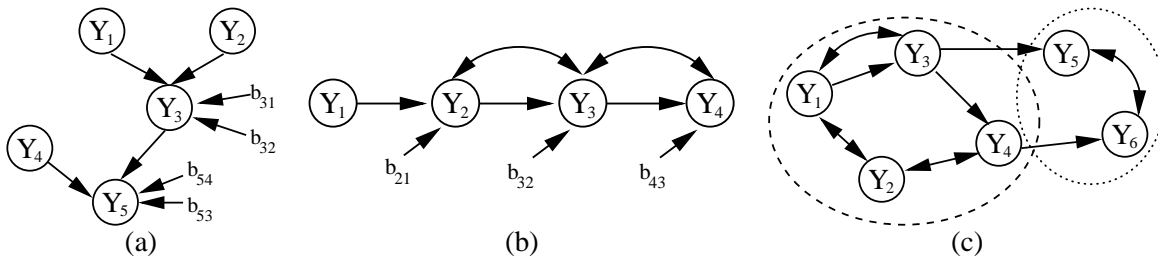 Y₁ Y₂
Y₃
b₃₁
b₃₂
Y₄
b₅₄
Y₅
b₅₃
(a)
Y₁ Y₂ Y₃ Y₄
b₂₁ b₃₂ b₄₃
(b)
Y₃ Y₅
Y₁
Y₄ Y₆
Y₂
(c)